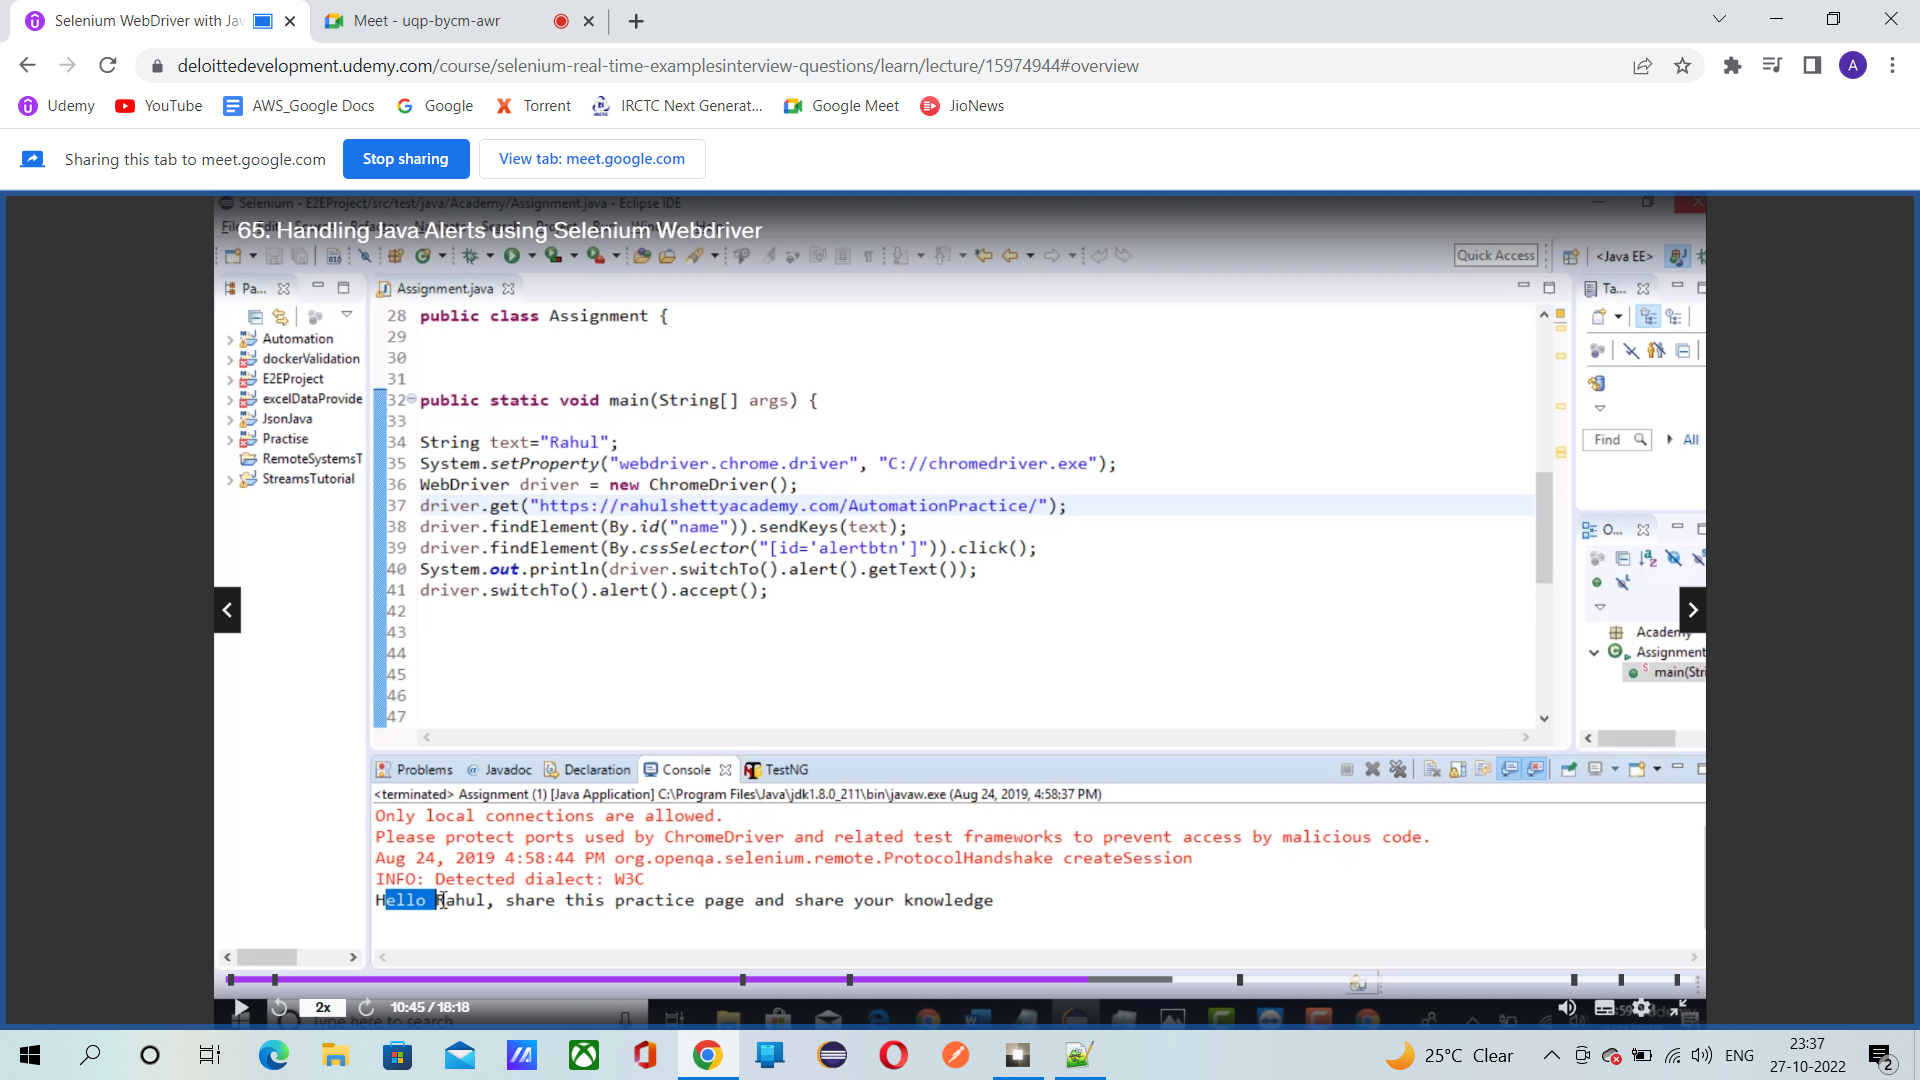 Selenium WebDriver with Jav
Meet - uqp-bycm-awr
deloittedevelopment.udemy.com/course/selenium-real-time-examplesinterview-questions/learn/lecture/15974944#overview
A
Udemy
YouTube
AWS_Google Docs
Google
Torrent
IRCTC Next Generat...
Google Meet
JioNews
Sharing this tab to meet.google.com
Stop sharing
View tab: meet.google.com
Selenium - E2EProject/src/test/java/Academy/Assignment.java - Eclipse IDE
65. Handling Java Alerts using Selenium Webdriver
Quick Access
<Java EE>
Pa...
Assignment.java
Ta...
Automation
dockerValidation
E2EProject
excelDataProvide
JsonJava
Practise
RemoteSystemsT
StreamsTutorial
28 public class Assignment {
29
30
31
32 public static void main(String[] args) {
33
34 String text="Rahul";
35 System.setProperty("webdriver.chrome.driver", "C://chromedriver.exe");
36 WebDriver driver = new ChromeDriver();
37 driver.get("https://rahulshettyacademy.com/AutomationPractice/");
38 driver.findElement(By.id("name")).sendKeys(text);
39 driver.findElement(By.cssSelector("[id='alertbtn']")).click();
40 System.out.println(driver.switchTo().alert().getText());
41 driver.switchTo().alert().accept();
42
43
44
45
46
47
Find
All
O...
Academy
Assignment
main(Stri
Problems
Javadoc
Declaration
Console
TestNG
<terminated> Assignment (1) [Java Application] C:\Program Files\Java\jdk1.8.0_211\bin\javaw.exe (Aug 24, 2019, 4:58:37 PM)
Only local connections are allowed.
Please protect ports used by ChromeDriver and related test frameworks to prevent access by malicious code.
Aug 24, 2019 4:58:44 PM org.openqa.selenium.remote.ProtocolHandshake createSession
INFO: Detected dialect: W3C
Hello Rahul, share this practice page and share your knowledge
2x
10:45 / 18:18
25°C Clear
ENG
23:37
27-10-2022
2